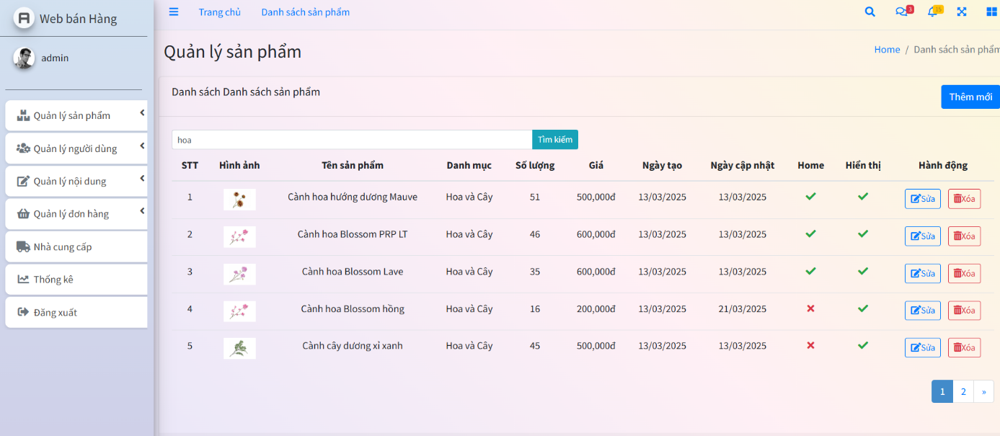 Web bán Hàng
Trang chủ Danh sách sản phẩm 3 15
admin
Quản lý sản phẩm Home / Danh sách sản phẩm
Danh sách Danh sách sản phẩm Thêm mới
Quản lý sản phẩm
Quản lý người dùng
Quản lý nội dung
Quản lý đơn hàng
Nhà cung cấp
Thống kê
Đăng xuất
hoa Tìm kiếm
STT Hình ảnh Tên sản phẩm Danh mục Số lượng Giá Ngày tạo Ngày cập nhật Home Hiển thị Hành động
1 Cành hoa hướng dương Mauve Hoa và Cây 51 500,000đ 13/03/2025 13/03/2025 Sửa Xóa
2 Cành hoa Blossom PRP LT Hoa và Cây 46 600,000đ 13/03/2025 13/03/2025 Sửa Xóa
3 Cành hoa Blossom Lave Hoa và Cây 35 600,000đ 13/03/2025 13/03/2025 Sửa Xóa
4 Cành hoa Blossom hồng Hoa và Cây 16 200,000đ 13/03/2025 21/03/2025 Sửa Xóa
5 Cành cây dương xỉ xanh Hoa và Cây 45 500,000đ 13/03/2025 13/03/2025 Sửa Xóa
1 2 »